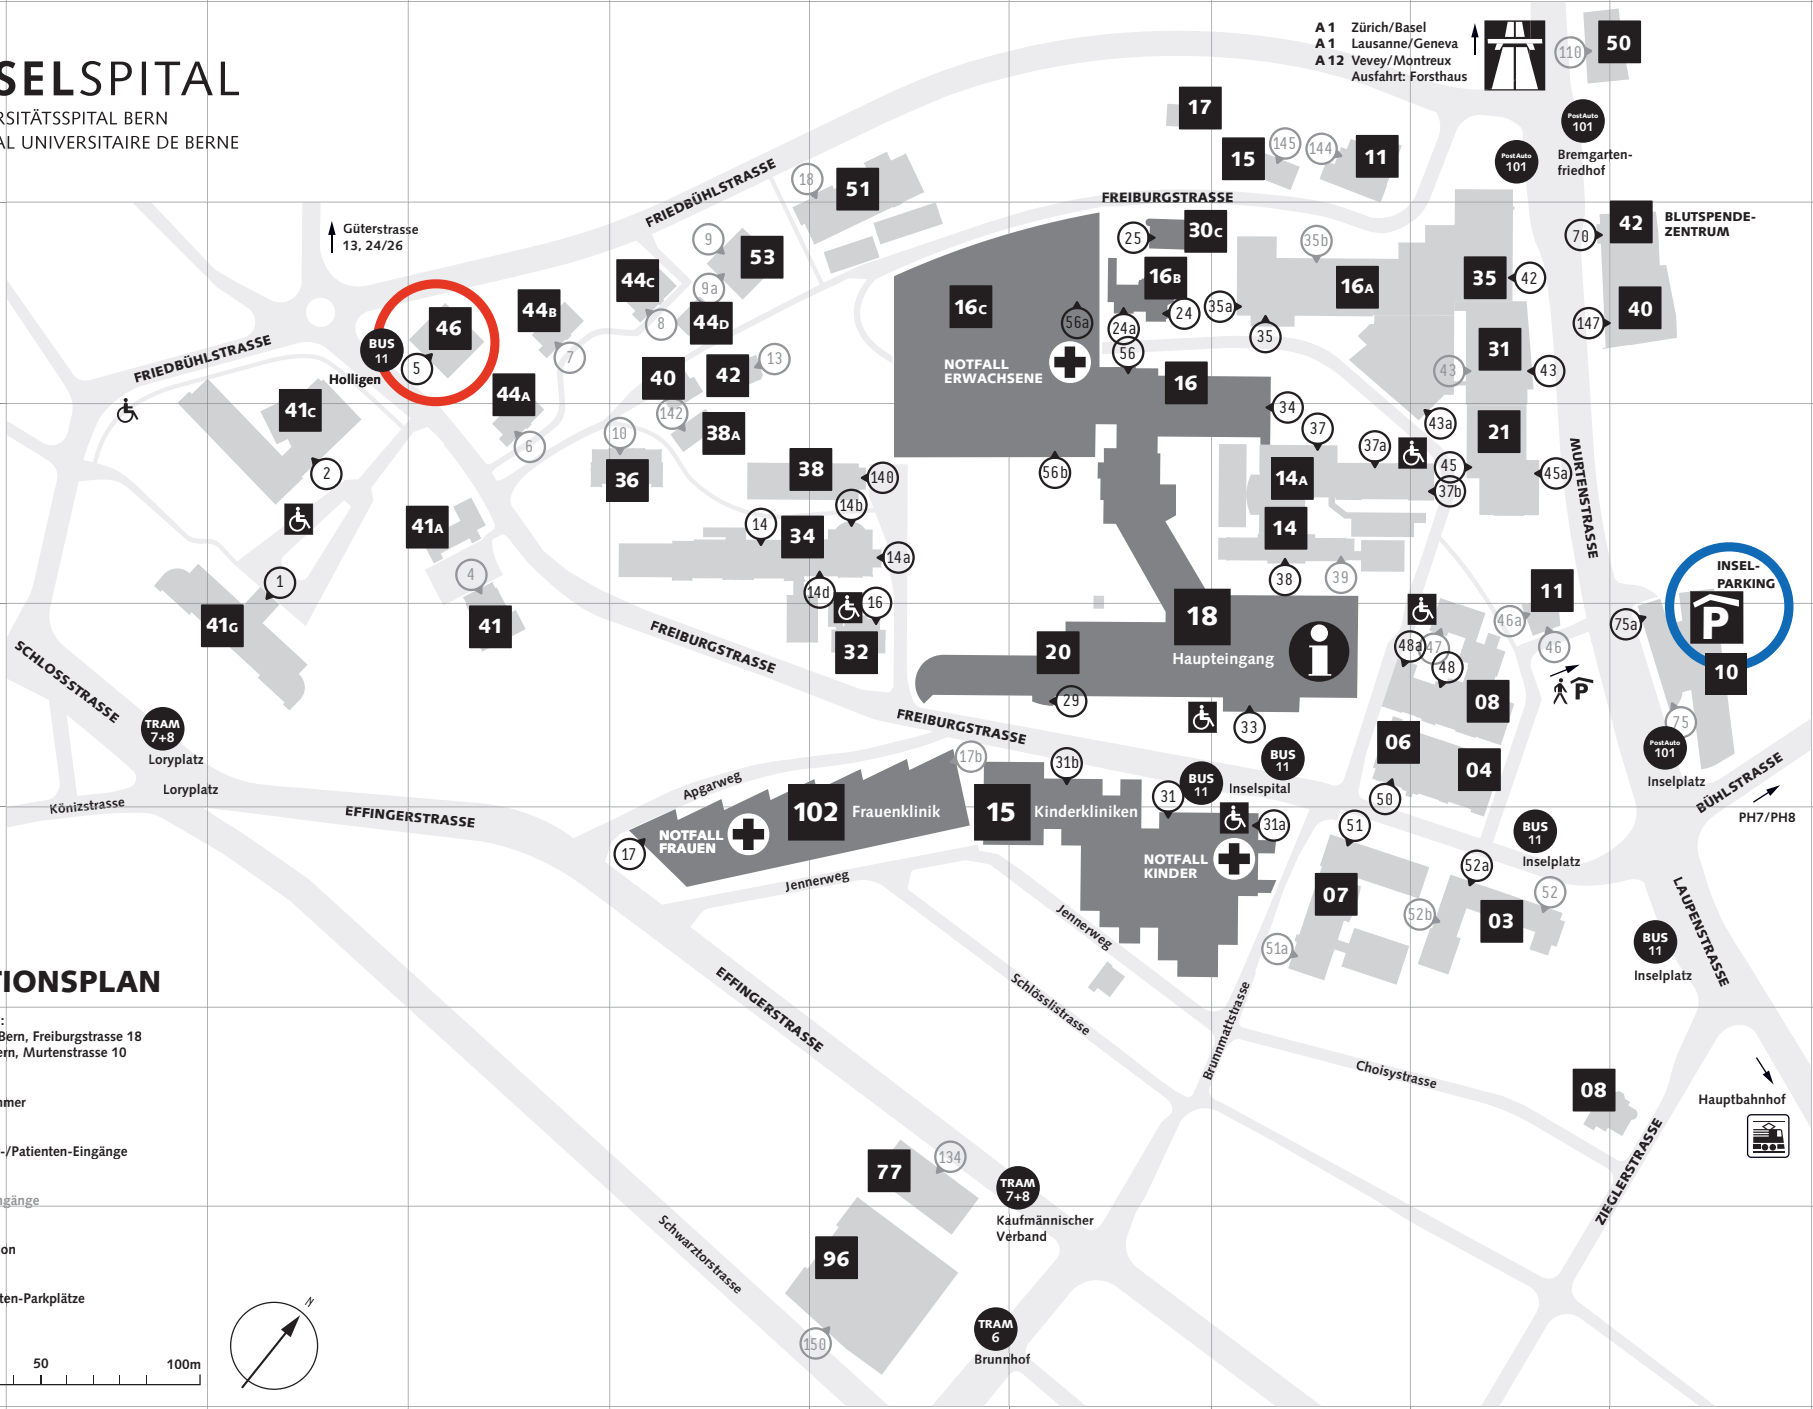 A 1 Zürich/Basel
A 1 Lausanne/Geneva
A 12 Vevey/Montreux
Ausfahrt: Forsthaus
110
50
SELSPITAL
RSITÄTSSPITAL BERN
AL UNIVERSITAIRE DE BERNE
17
PostAuto
101
Bremgarten-
friedhof
PostAuto
101
15
145
144
11
18
51
FRIEDBÜHLSTRASSE
FREIBURGSTRASSE
Güterstrasse
13, 24/26
9
53
25
30C
35b
70
42
BLUTSPENDE-
ZENTRUM
44C
9a
16C
16B
16A
35
42
46
44B
8
44D
56a
24a
24
35a
35
147
40
BUS
11
Holligen
5
7
NOTFALL
ERWACHSENE
56
31
43
43
FRIEDBÜHLSTRASSE
40
42
13
16
44A
142
34
41C
6
10
38A
37
37a
43a
21
MURTENSTRASSE
2
36
38
140
56b
14A
45
45a
37b
41A
14
14b
34
14a
14
1
4
14d
16
38
39
INSEL-
PARKING
P
41G
41
32
18
Haupteingang
20
11
46a
46
75a
10
48a
47
48
SCHLOSSSTRASSE
FREIBURGSTRASSE
29
33
08
P
75
TRAM
7+8
Loryplatz
Loryplatz
FREIBURGSTRASSE
17b
31b
BUS
11
Inselspital
BUS
11
06
04
PostAuto
101
Inselplatz
BÜHLSTRASSE
PH7/PH8
Könizstrasse
EFFINGERSTRASSE
Apgarweg
102
Frauenklinik
15
Kinderkliniken
31
31a
50
51
NOTFALL
FRAUEN
17
NOTFALL
KINDER
BUS
11
Inselplatz
Jennerweg
Jennerweg
07
52a
52
52b
03
51a
LAUPENSTRASSE
BUS
11
Inselplatz
TIONSPLAN
EFFINGERSTRASSE
Schlösslistrasse
Brunnmattstrasse
Choisystrasse
:
Bern, Freiburgstrasse 18
ern, Murtenstrasse 10
mmer
-/Patienten-Eingänge
ngänge
on
ten-Parkplätze
08
Hauptbahnhof
ZIEGLERSTRASSE
77
134
TRAM
7+8
Kaufmännischer
Verband
Schwarztorstrasse
96
150
TRAM
6
Brunnhof
N
50
100m